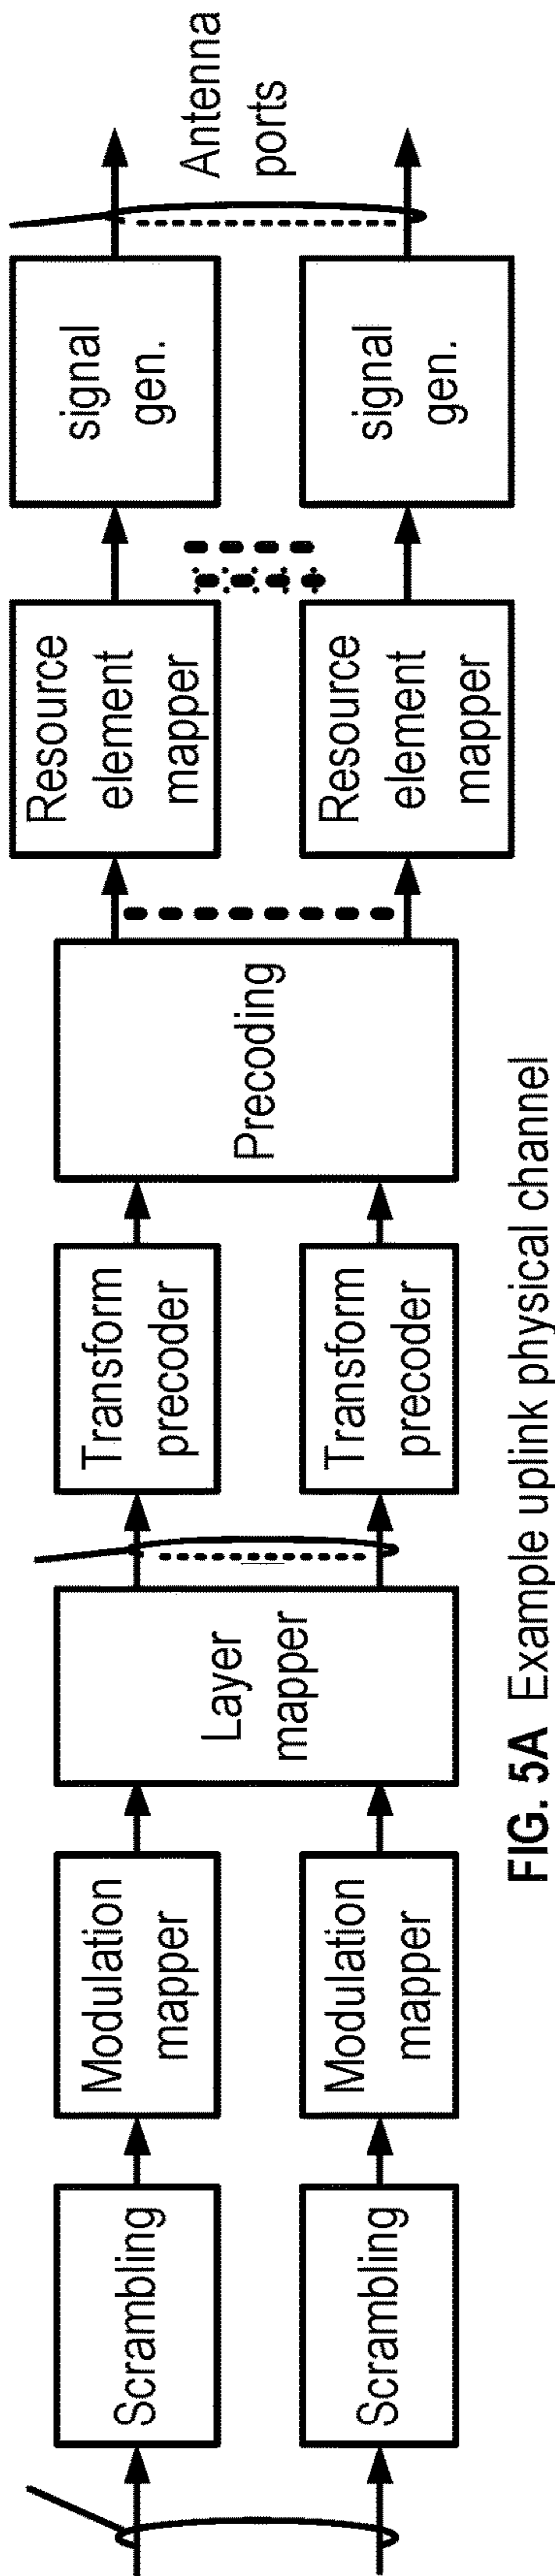 Scrambling
Scrambling
Modulation
mapper
Modulation
mapper
Layer
mapper
Transform
precoder
Transform
precoder
Precoding
Resource
element
mapper
Resource
element
mapper
signal
gen.
signal
gen.
Antenna
ports
FIG. 5A Example uplink physical channel